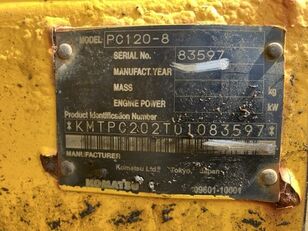 MODEL PC120-8
SERIAL No. 83597
MANUFACT. YEAR
MASS kg
ENGINE POWER kW
Product Identification Number
*KMTPC202T01083597*
Komatsu Ltd. Tokyo, Japan
KOMATSU 09601-10001